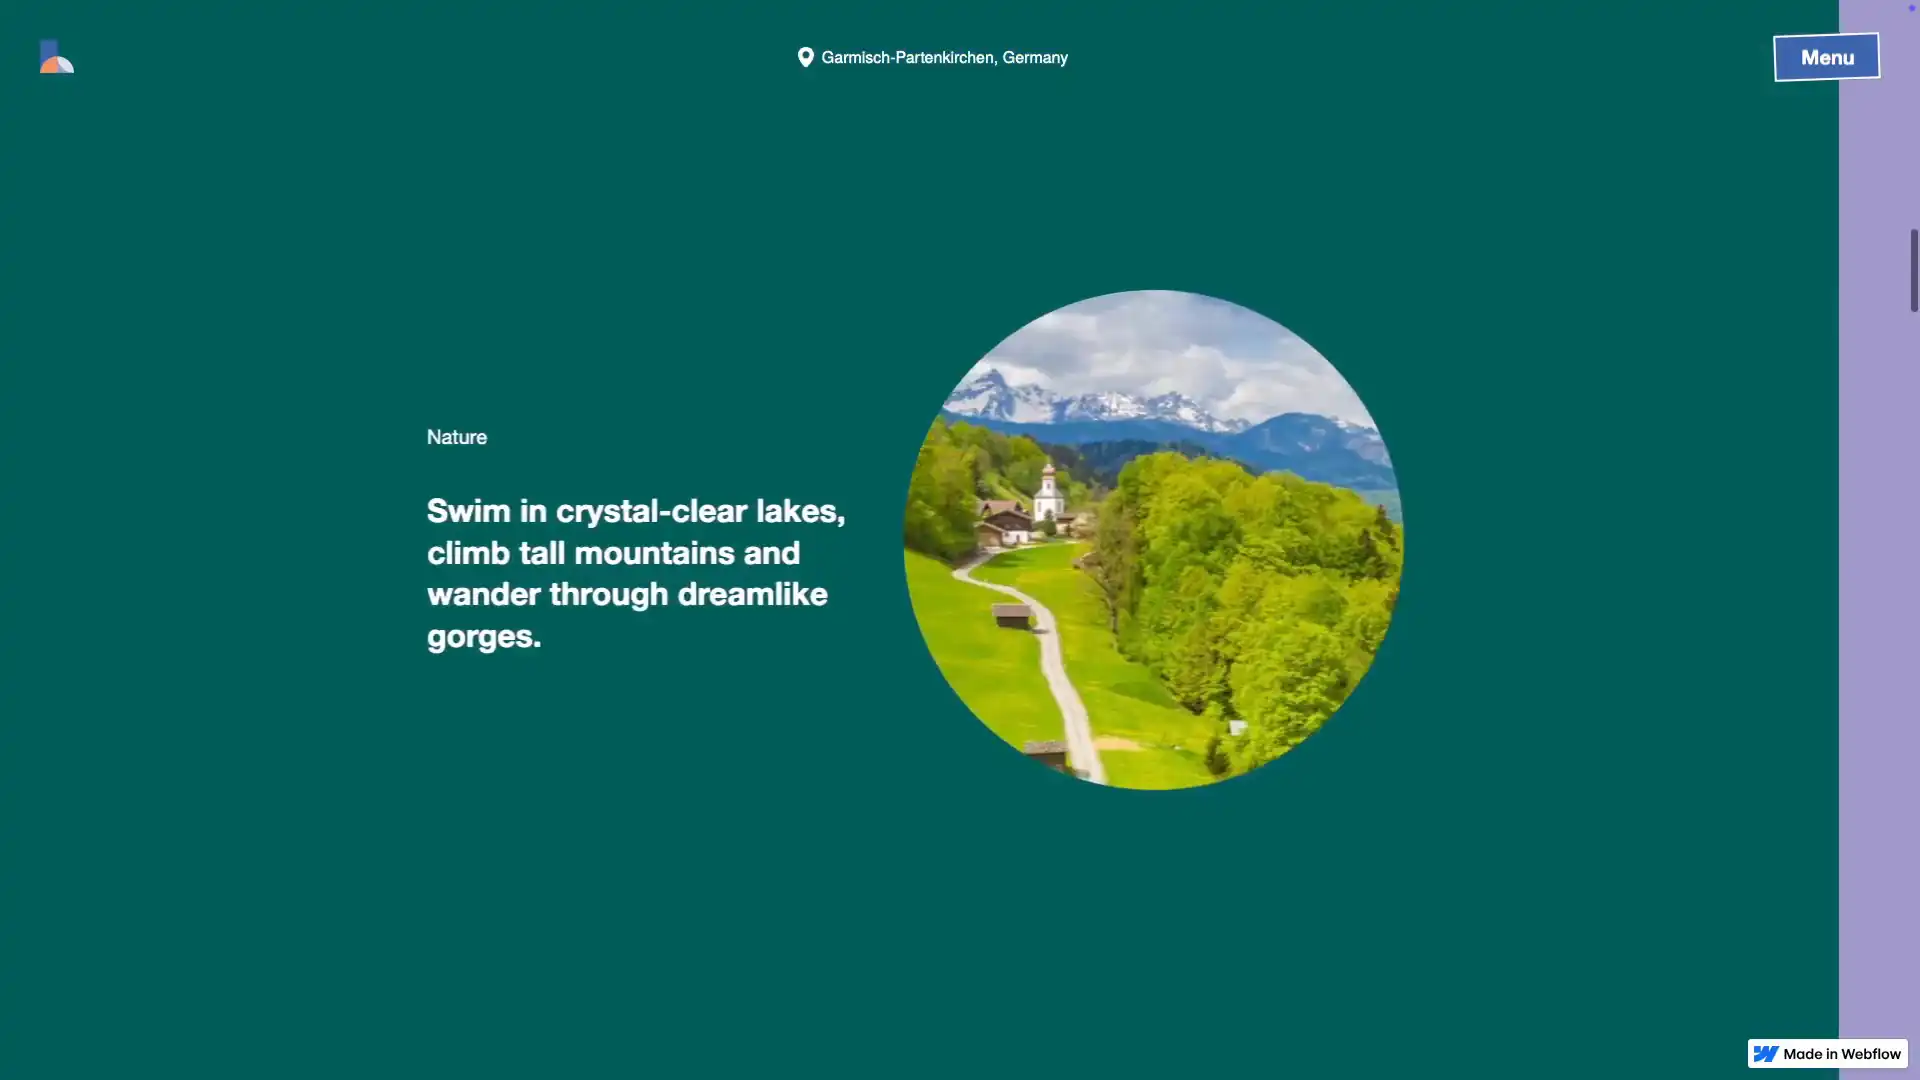 Garmisch-Partenkirchen, Germany
Menu
Nature
Swim in crystal-clear lakes,
climb tall mountains and
wander through dreamlike
gorges.
Made in Webflow